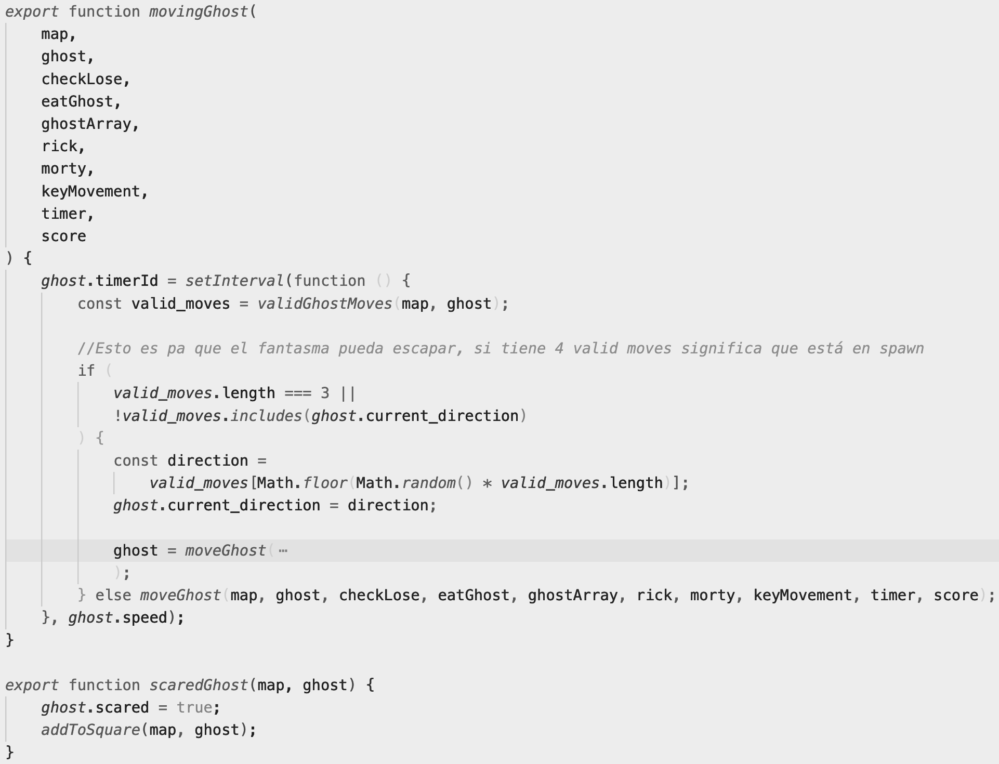 export function movingGhost(
    map,
    ghost,
    checkLose,
    eatGhost,
    ghostArray,
    rick,
    morty,
    keyMovement,
    timer,
    score
) {
    ghost.timerId = setInterval(function () {
        const valid_moves = validGhostMoves(map, ghost);

        //Esto es pa que el fantasma pueda escapar, si tiene 4 valid moves significa que está en spawn
        if (
            valid_moves.length === 3 ||
            !valid_moves.includes(ghost.current_direction)
        ) {
            const direction =
                valid_moves[Math.floor(Math.random() * valid_moves.length)];
            ghost.current_direction = direction;

            ghost = moveGhost( ⋯
            );
        } else moveGhost(map, ghost, checkLose, eatGhost, ghostArray, rick, morty, keyMovement, timer, score);
    }, ghost.speed);
}

export function scaredGhost(map, ghost) {
    ghost.scared = true;
    addToSquare(map, ghost);
}